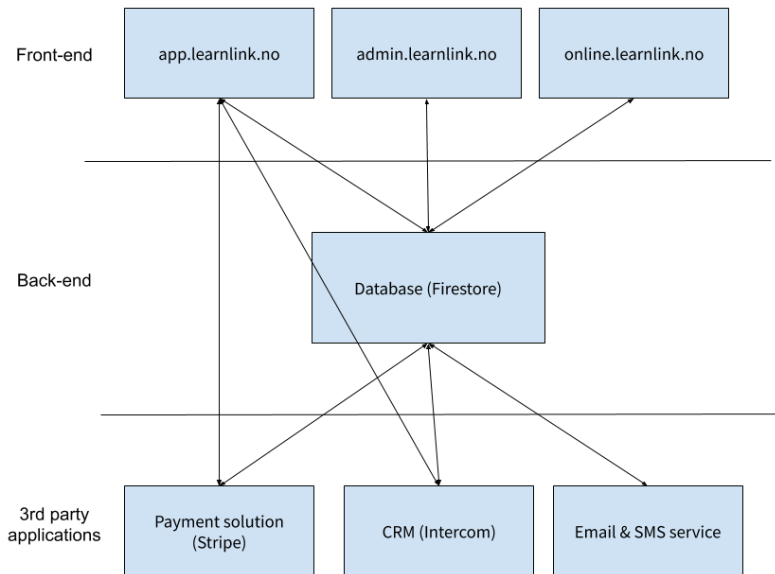 Front-end
app.learnlink.no
admin.learnlink.no
online.learnlink.no
Back-end
Database (Firestore)
3rd party
applications
Payment solution
(Stripe)
CRM (Intercom)
Email & SMS service